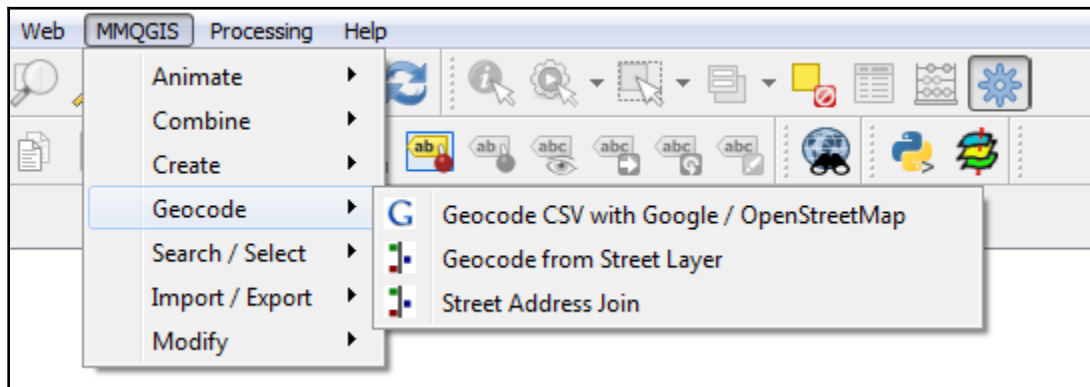 Web MMQGIS Processing Help
Animate
Combine
Create
Geocode
Search / Select
Import / Export
Modify
G Geocode CSV with Google / OpenStreetMap
Geocode from Street Layer
Street Address Join
ab ab abc abc abc abc